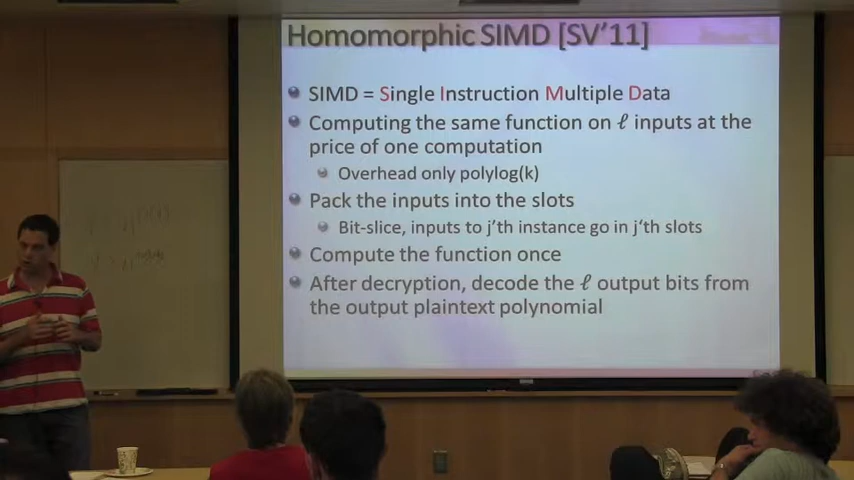 Homomorphic SIMD [SV'11]
SIMD = Single Instruction Multiple Data
Computing the same function on ℓ inputs at the
price of one computation
Overhead only polylog(k)
Pack the inputs into the slots
Bit-slice, inputs to j'th instance go in j'th slots
Compute the function once
After decryption, decode the ℓ output bits from
the output plaintext polynomial